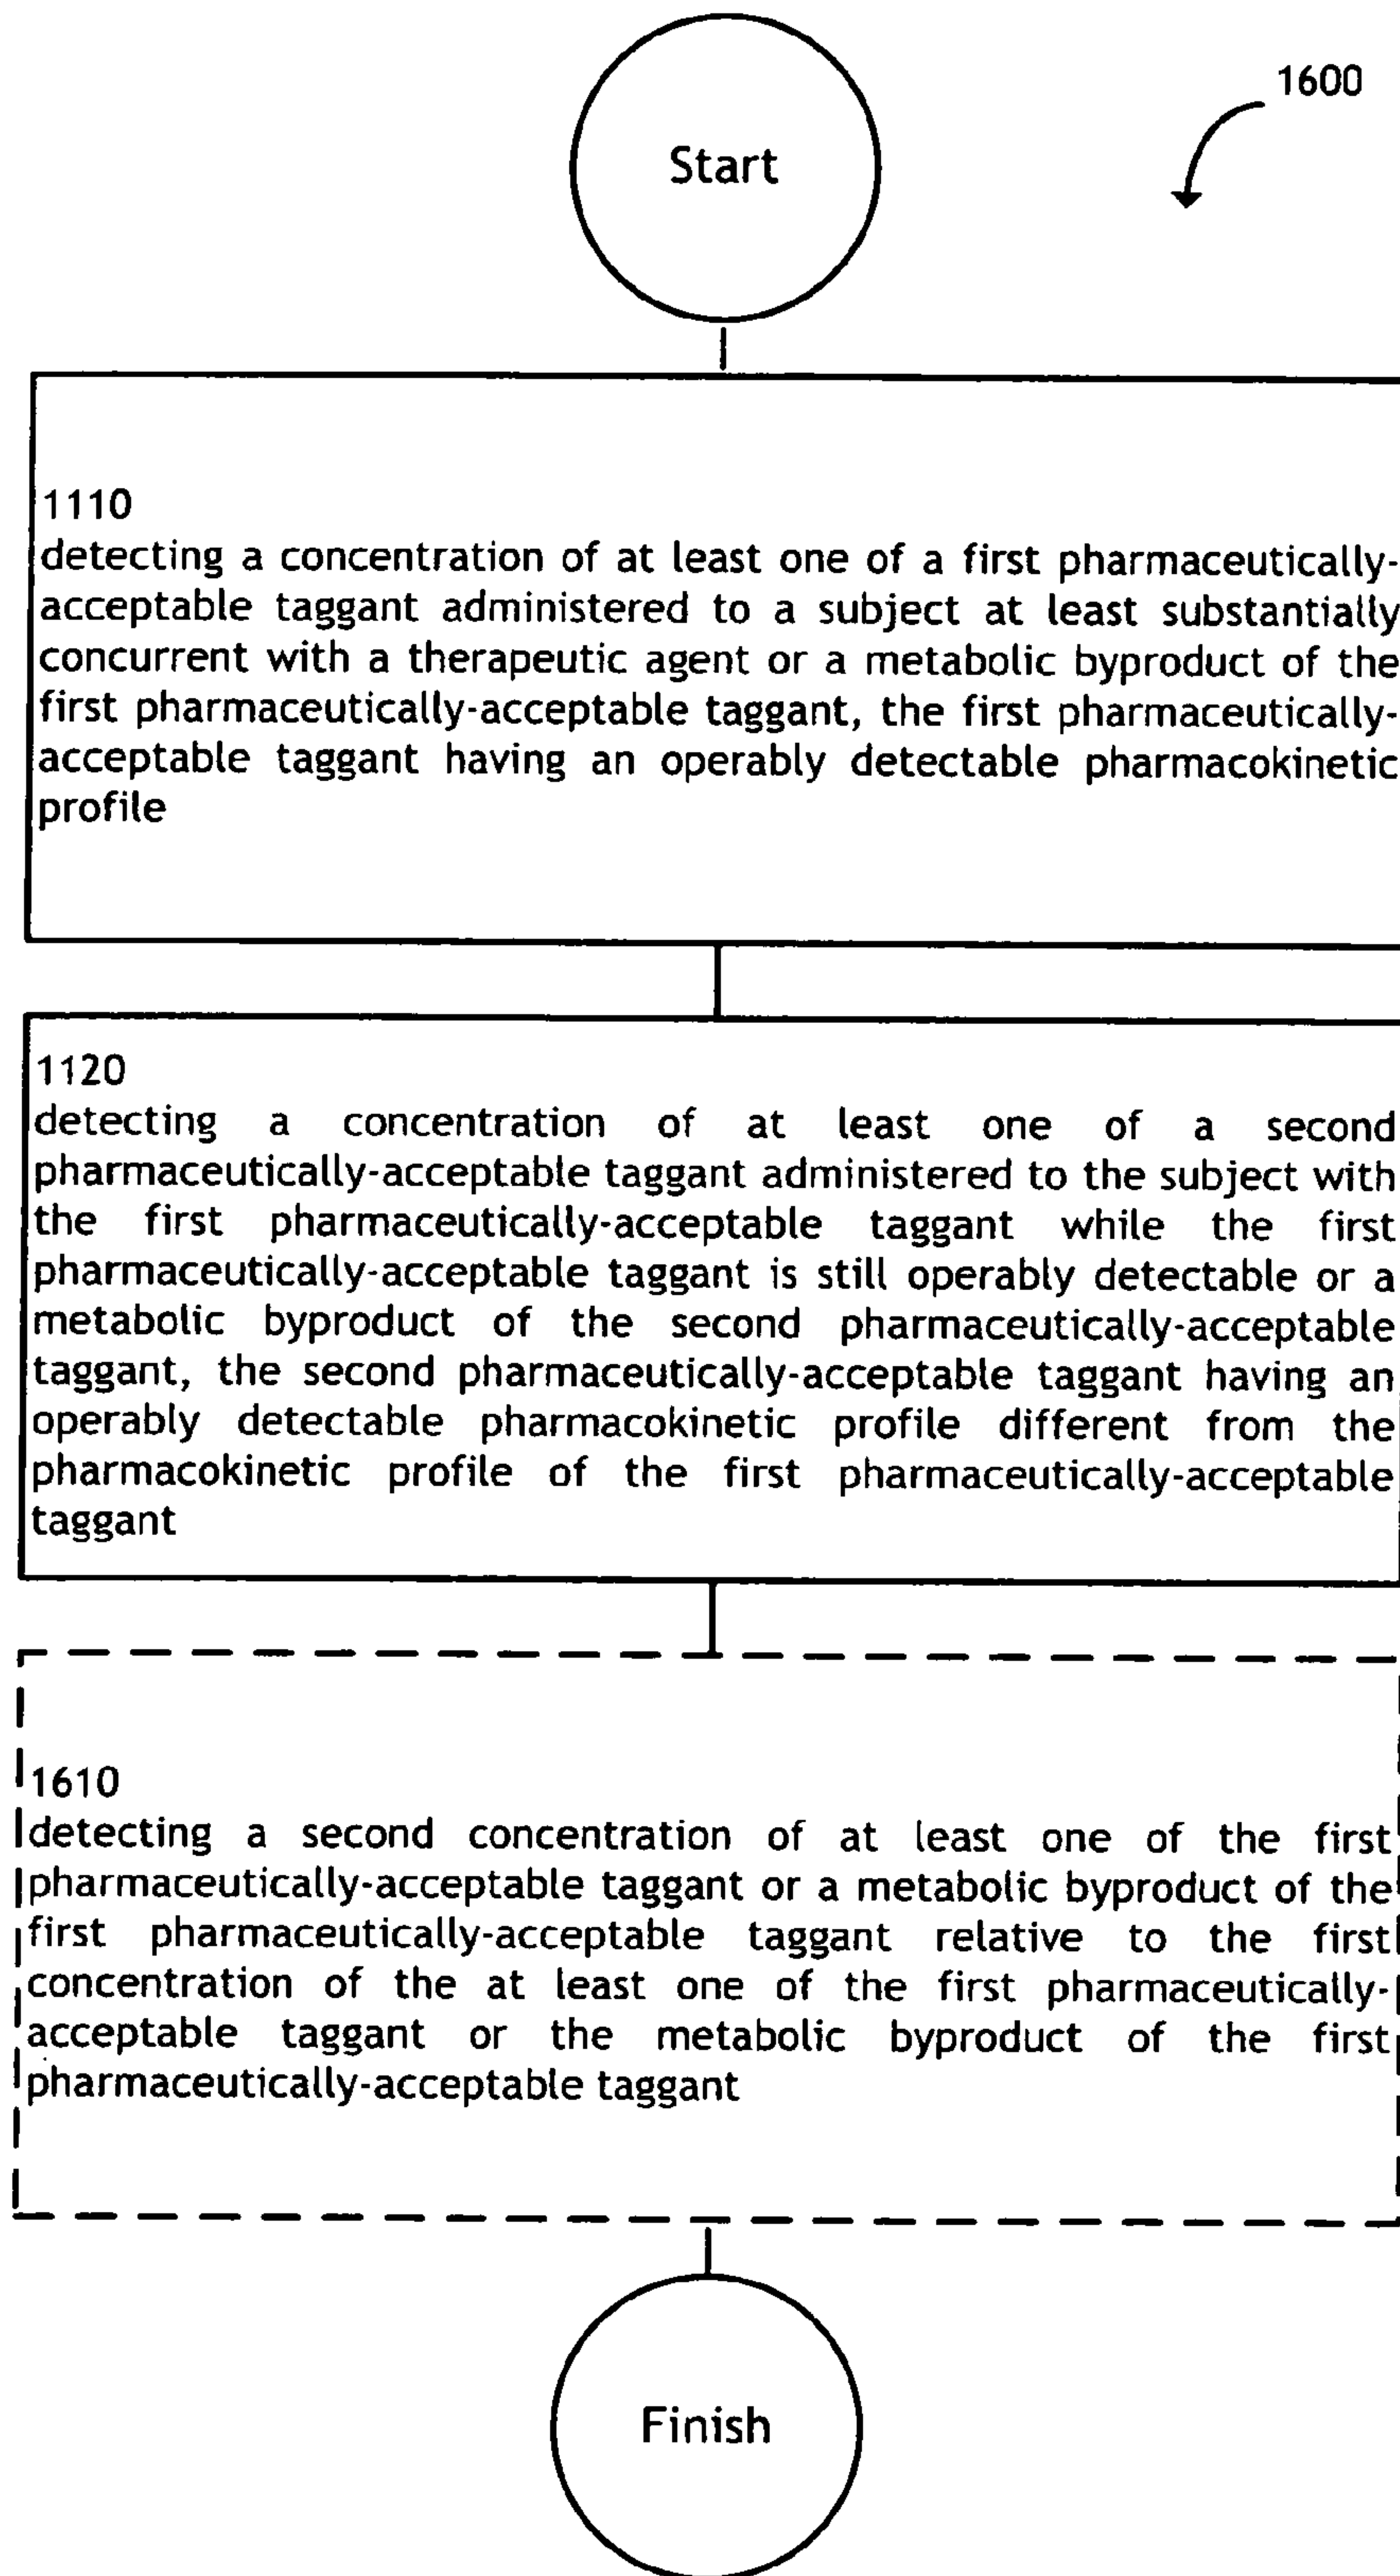 1600
Start
1110
detecting a concentration of at least one of a first pharmaceutically-
acceptable taggant administered to a subject at least substantially
concurrent with a therapeutic agent or a metabolic byproduct of the
first pharmaceutically-acceptable taggant, the first pharmaceutically-
acceptable taggant having an operably detectable pharmacokinetic
profile
1120
detecting a concentration of at least one of a second
pharmaceutically-acceptable taggant administered to the subject with
the first pharmaceutically-acceptable taggant while the first
pharmaceutically-acceptable taggant is still operably detectable or a
metabolic byproduct of the second pharmaceutically-acceptable
taggant, the second pharmaceutically-acceptable taggant having an
operably detectable pharmacokinetic profile different from the
pharmacokinetic profile of the first pharmaceutically-acceptable
taggant
1610
detecting a second concentration of at least one of the first
pharmaceutically-acceptable taggant or a metabolic byproduct of the
first pharmaceutically-acceptable taggant relative to the first
concentration of the at least one of the first pharmaceutically-
acceptable taggant or the metabolic byproduct of the first
pharmaceutically-acceptable taggant
Finish